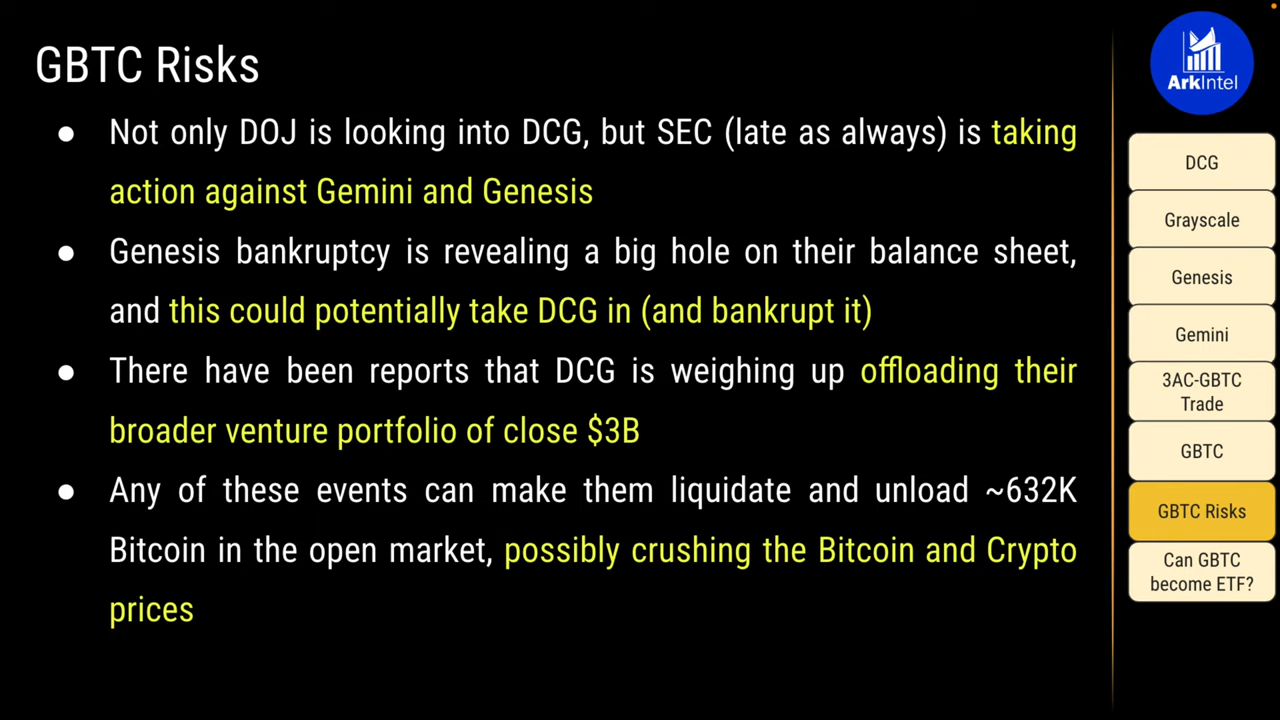 GBTC Risks
● Not only DOJ is looking into DCG, but SEC (late as always) is taking
action against Gemini and Genesis
● Genesis bankruptcy is revealing a big hole on their balance sheet,
and this could potentially take DCG in (and bankrupt it)
● There have been reports that DCG is weighing up offloading their
broader venture portfolio of close $3B
● Any of these events can make them liquidate and unload ~632K
Bitcoin in the open market, possibly crushing the Bitcoin and Crypto
prices
ArkIntel
DCG
Grayscale
Genesis
Gemini
3AC-GBTC
Trade
GBTC
GBTC Risks
Can GBTC
become ETF?